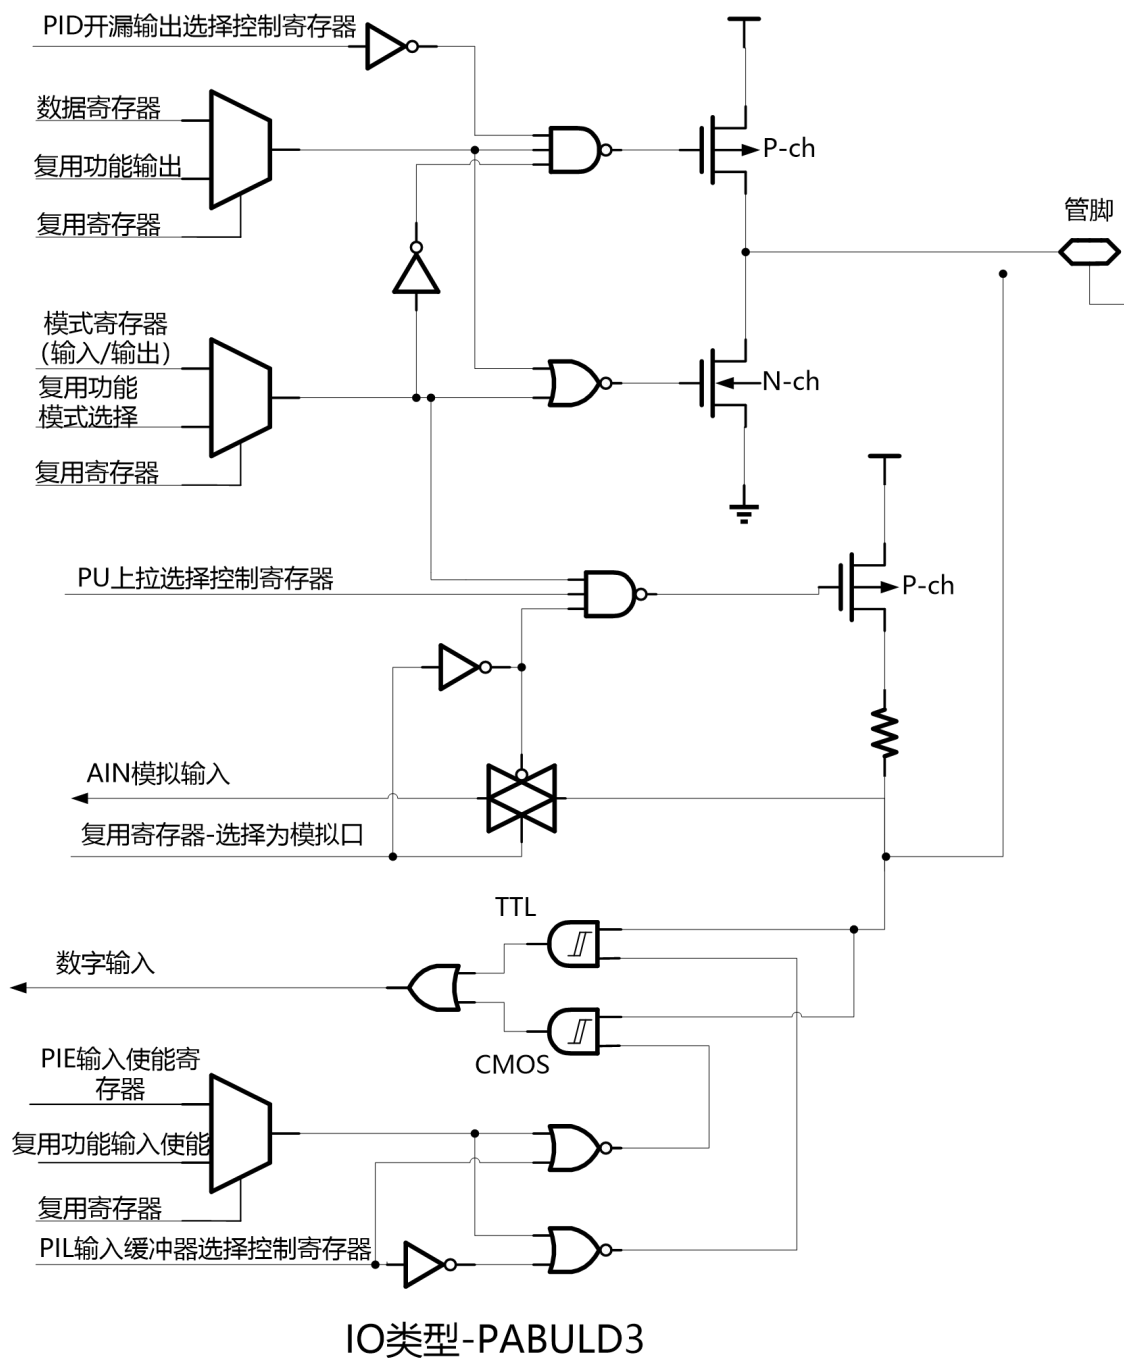 PID开漏输出选择控制寄存器
数据寄存器
复用功能输出
复用寄存器
P-ch
管脚
模式寄存器
(输入/输出)
复用功能
模式选择
复用寄存器
N-ch
PU上拉选择控制寄存器
P-ch
AIN模拟输入
复用寄存器-选择为模拟口
TTL
数字输入
CMOS
PIE输入使能寄
存器
复用功能输入使能
复用寄存器
PIL输入缓冲器选择控制寄存器
IO类型-PABULD3